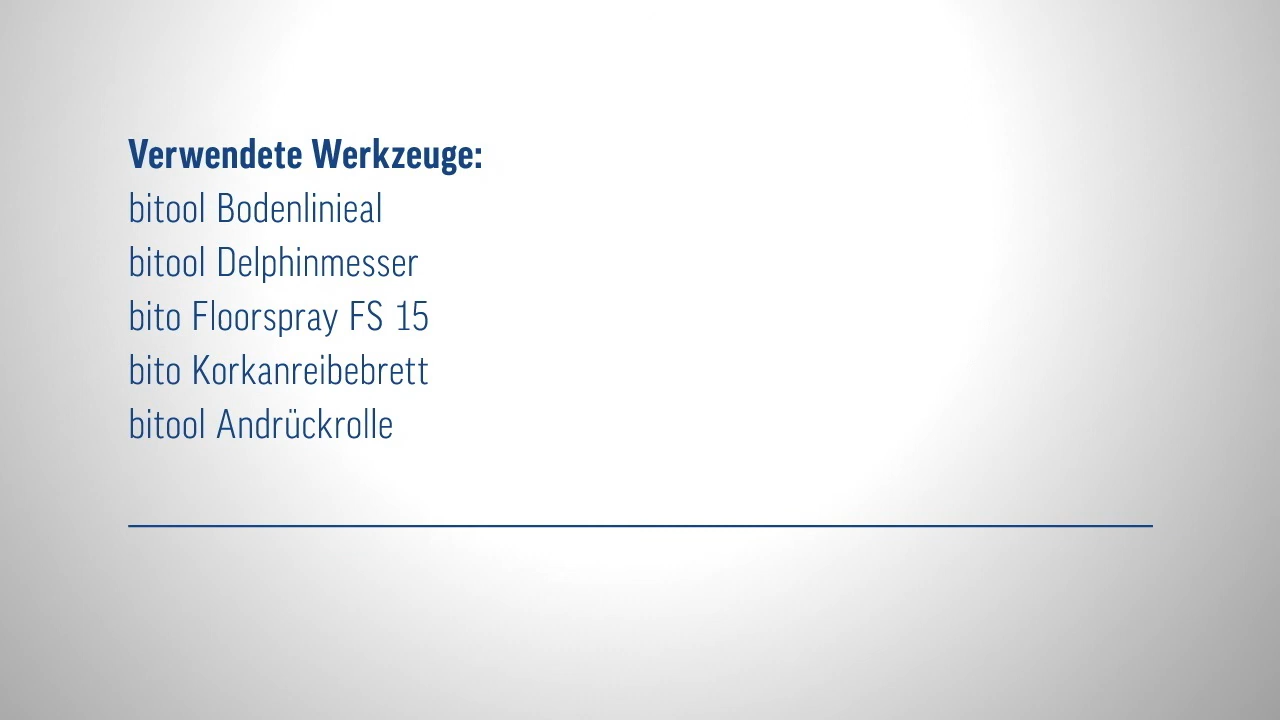 Verwendete Werkzeuge:
bitool Bodenlinieal
bitool Delphinmesser
bito Floorspray FS 15
bito Korkanreibebrett
bitool Andrückrolle